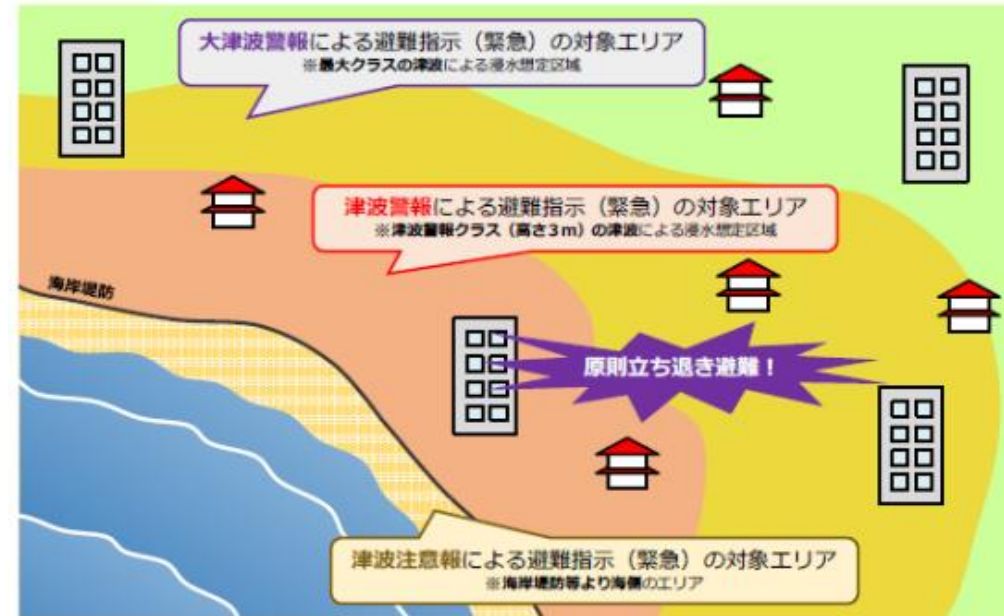 大津波警報による避難指示（緊急）の対象エリア
※最大クラスの津波による浸水想定区域
津波警報による避難指示（緊急）の対象エリア
※津波警報クラス（高さ３ｍ）の津波による浸水想定区域
海岸堤防
原則立ち退き避難！
津波注意報による避難指示（緊急）の対象エリア
※海岸堤防等より海側のエリア